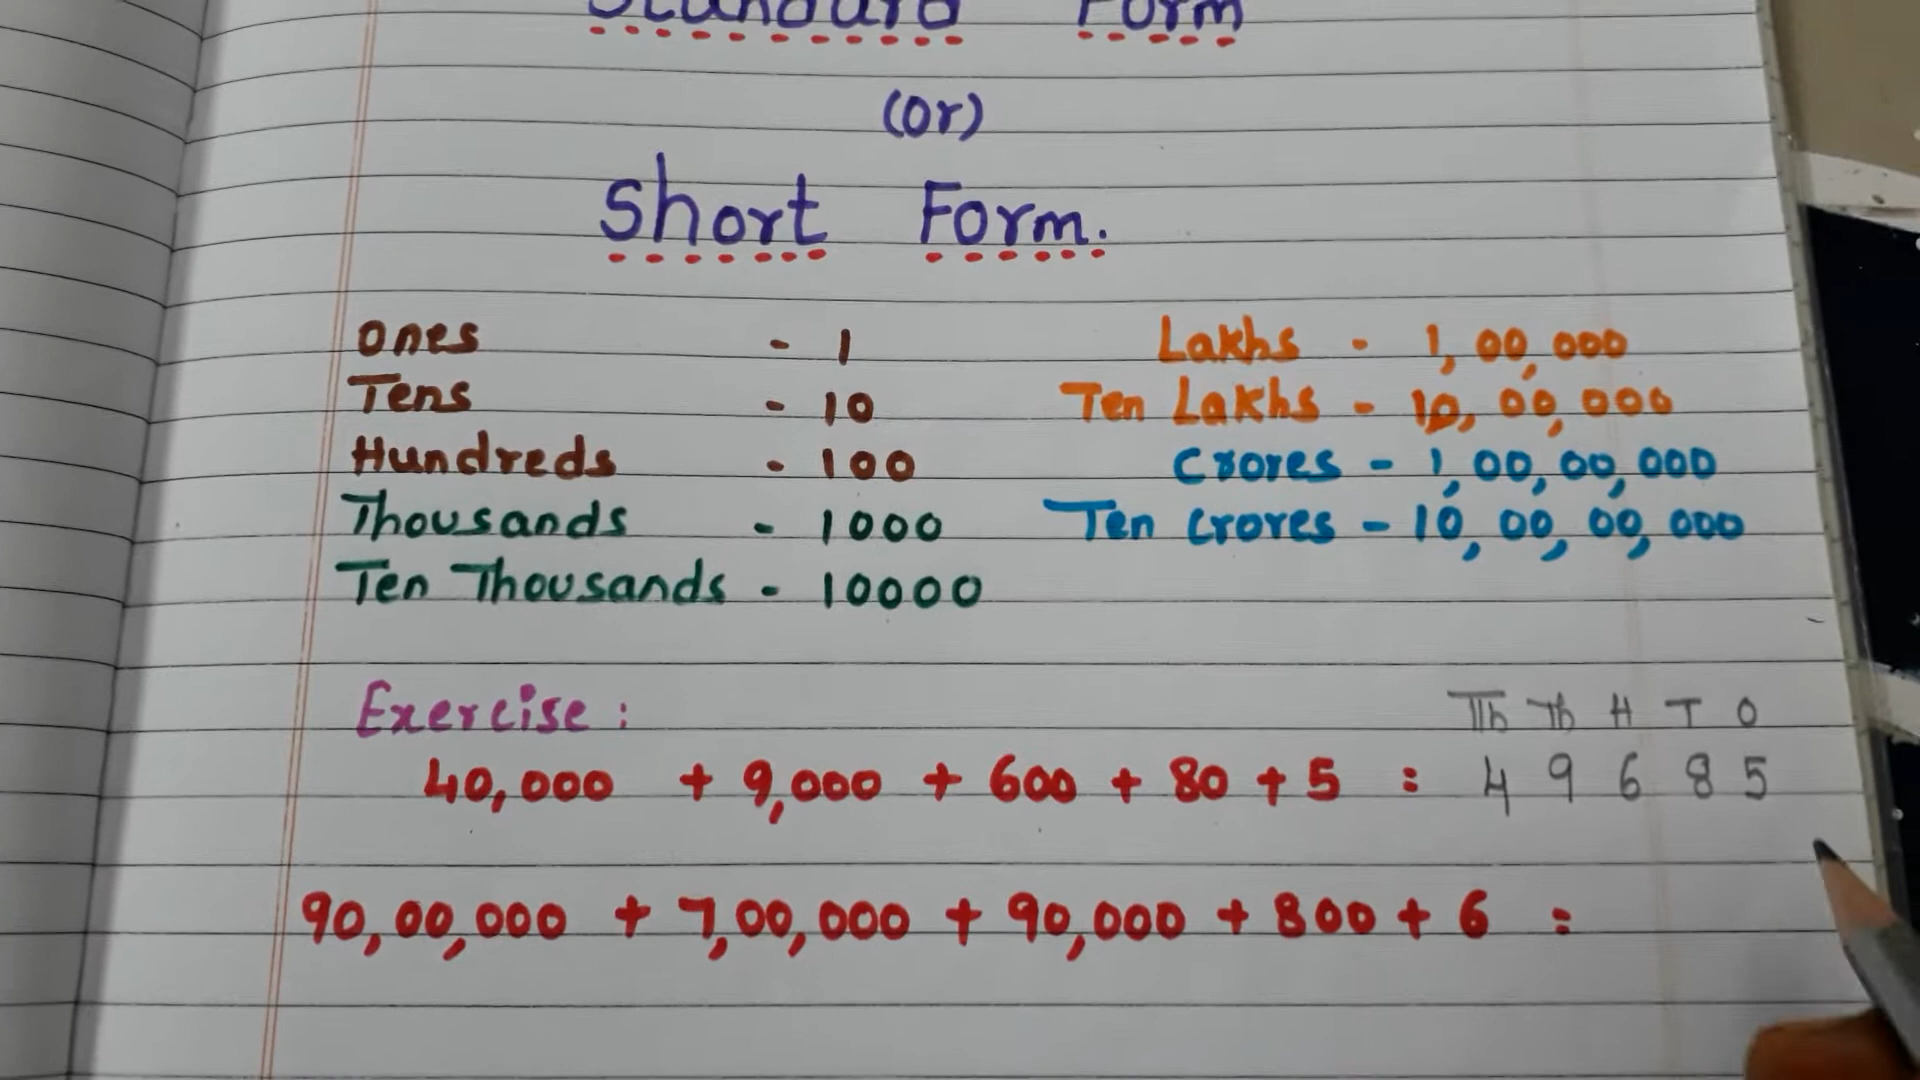 Standard Form
(Or)
Short Form.
Ones - 1
Tens - 10
Hundreds - 100
Thousands - 1000
Ten Thousands - 10000
Lakhs - 1,00,000
Ten Lakhs - 10,00,000
Crores - 1,00,00,000
Ten Crores - 10,00,00,000
Exercise :
TTh Th H T O
40,000 + 9,000 + 600 + 80 + 5 = 4 9 6 8 5
90,00,000 + 7,00,000 + 90,000 + 800 + 6 =